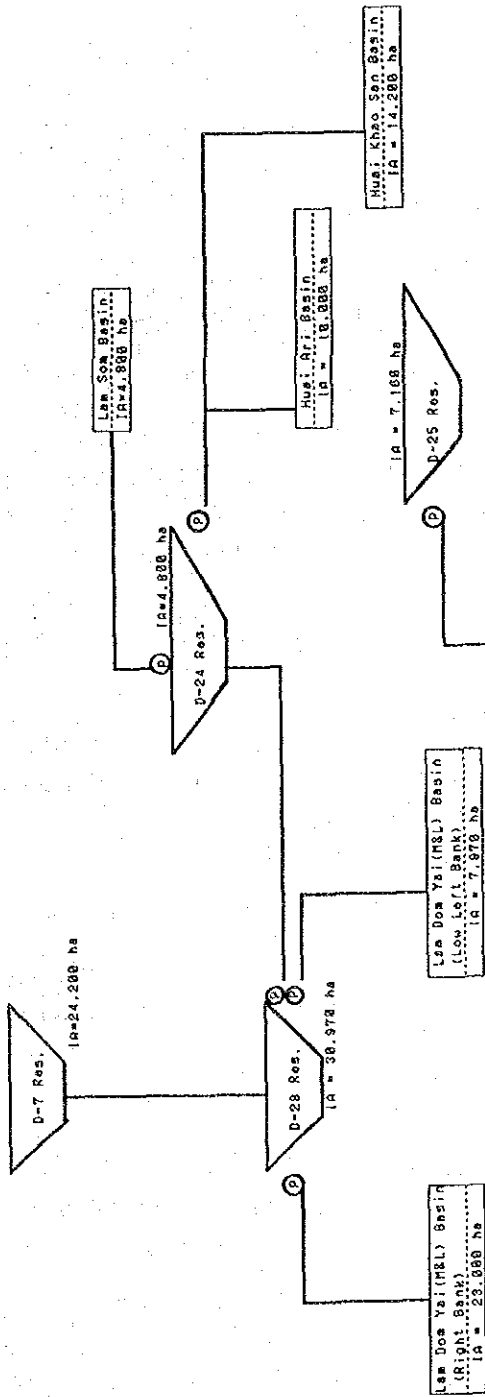 D-7 Res.
IA=24,200 ha
Lam Som Basin
IA=4,800 ha
P
IA=4,800 ha
D-24 Res.
P
Huai Ari Basin
IA = 10,000 ha
Huai Khao San Basin
IA = 14,200 ha
P
P
P
D-28 Res.
IA = 30,970 ha
IA = 7,160 ha
D-25 Res.
P
Lam Dom Yai(M&L) Basin
(Right Bank)
IA = 23,000 ha
Lam Dom Yai(M&L) Basin
(Low Left Bank)
IA = 7,970 ha